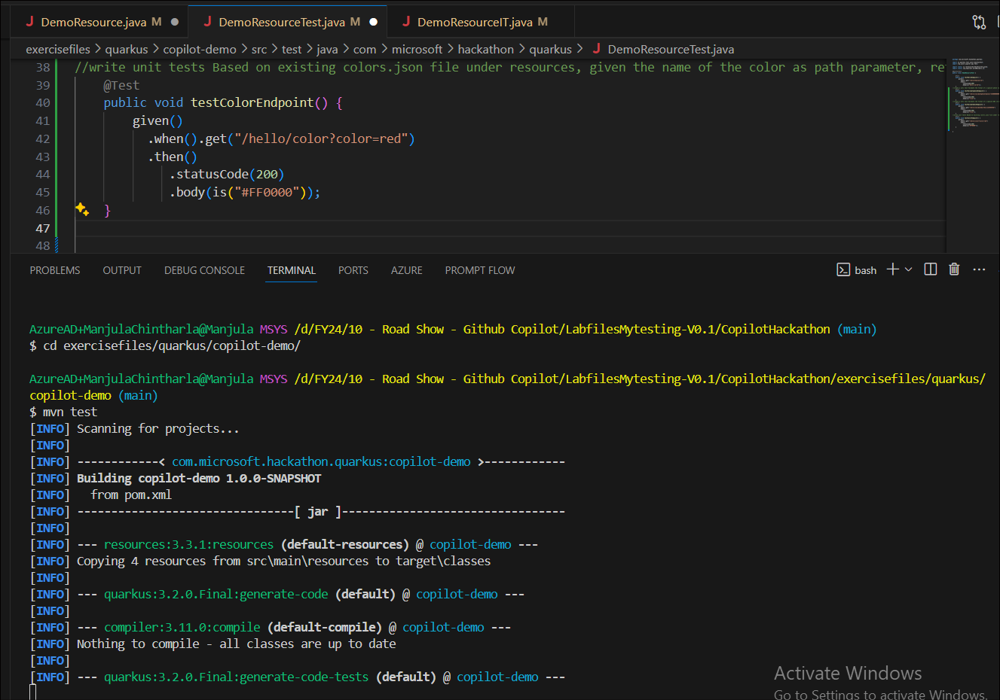 DemoResource.java M
DemoResourceTest.java M
DemoResourceIT.java M
exercisefiles > quarkus > copilot-demo > src > test > java > com > microsoft > hackathon > quarkus > DemoResourceTest.java
38 //write unit tests Based on existing colors.json file under resources, given the name of the color as path parameter, re
39 @Test
40 public void testColorEndpoint() {
41 given()
42 .when().get("/hello/color?color=red")
43 .then()
44 .statusCode(200)
45 .body(is("#FF0000"));
46 }
47
48
PROBLEMS OUTPUT DEBUG CONSOLE TERMINAL PORTS AZURE PROMPT FLOW
bash
AzureAD+ManjulaChintharla@Manjula MSYS /d/FY24/10 - Road Show - Github Copilot/LabfilesMytesting-V0.1/CopilotHackathon (main)
$ cd exercisefiles/quarkus/copilot-demo/
AzureAD+ManjulaChintharla@Manjula MSYS /d/FY24/10 - Road Show - Github Copilot/LabfilesMytesting-V0.1/CopilotHackathon/exercisefiles/quarkus/
copilot-demo (main)
$ mvn test
[INFO] Scanning for projects...
[INFO]
[INFO] ------------< com.microsoft.hackathon.quarkus:copilot-demo >------------
[INFO] Building copilot-demo 1.0.0-SNAPSHOT
[INFO]   from pom.xml
[INFO] --------------------------------[ jar ]---------------------------------
[INFO]
[INFO] --- resources:3.3.1:resources (default-resources) @ copilot-demo ---
[INFO] Copying 4 resources from src\main\resources to target\classes
[INFO]
[INFO] --- quarkus:3.2.0.Final:generate-code (default) @ copilot-demo ---
[INFO]
[INFO] --- compiler:3.11.0:compile (default-compile) @ copilot-demo ---
[INFO] Nothing to compile - all classes are up to date
[INFO]
[INFO] --- quarkus:3.2.0.Final:generate-code-tests (default) @ copilot-demo ---
Activate Windows
Go to Settings to activate Windows.